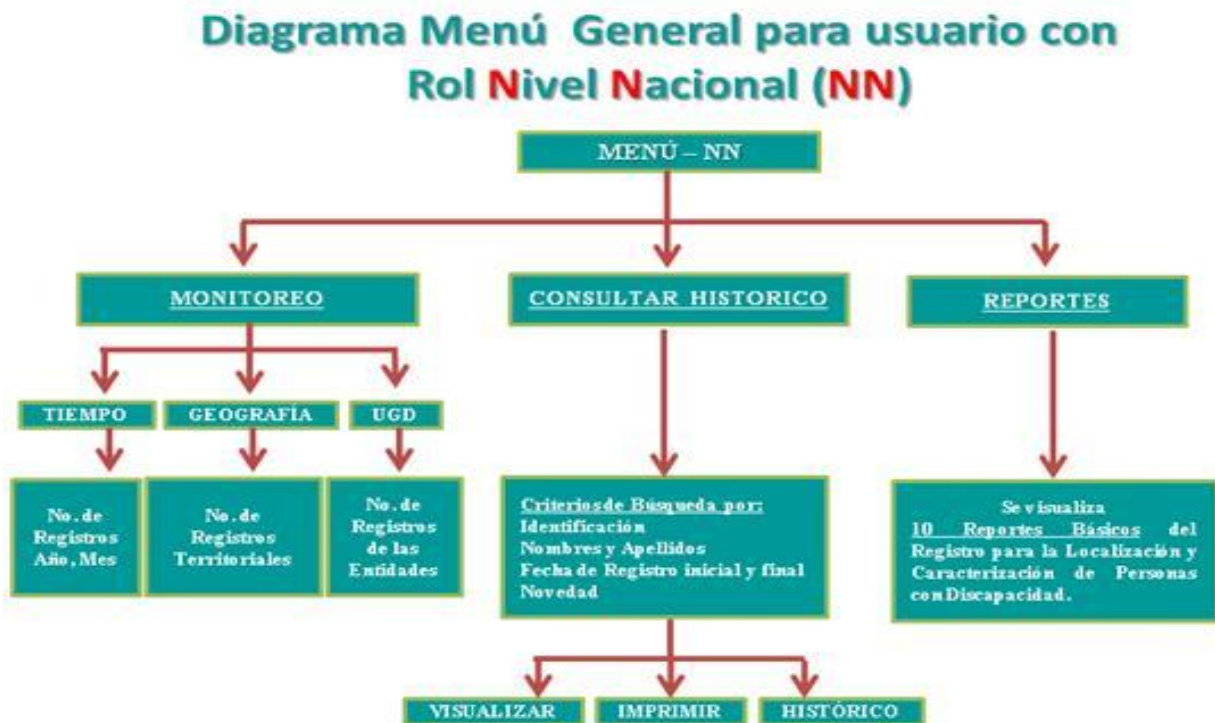 Diagrama Menú General para usuario con
Rol Nivel Nacional (NN)
MENÚ – NN
MONITOREO
CONSULTAR HISTORICO
REPORTES
TIEMPO
GEOGRAFÍA
UGD
No. de
Registros
Año, Mes
No. de
Registros
Territoriales
No. de
Registros
de las
Entidades
Criterios de Búsqueda por:
Identificación
Nombres y Apellidos
Fecha de Registro inicial y final
Novedad
Se visualiza
10 Reportes Básicos del
Registro para la Localización y
Caracterización de Personas
con Discapacidad.
VISUALIZAR
IMPRIMIR
HISTÓRICO